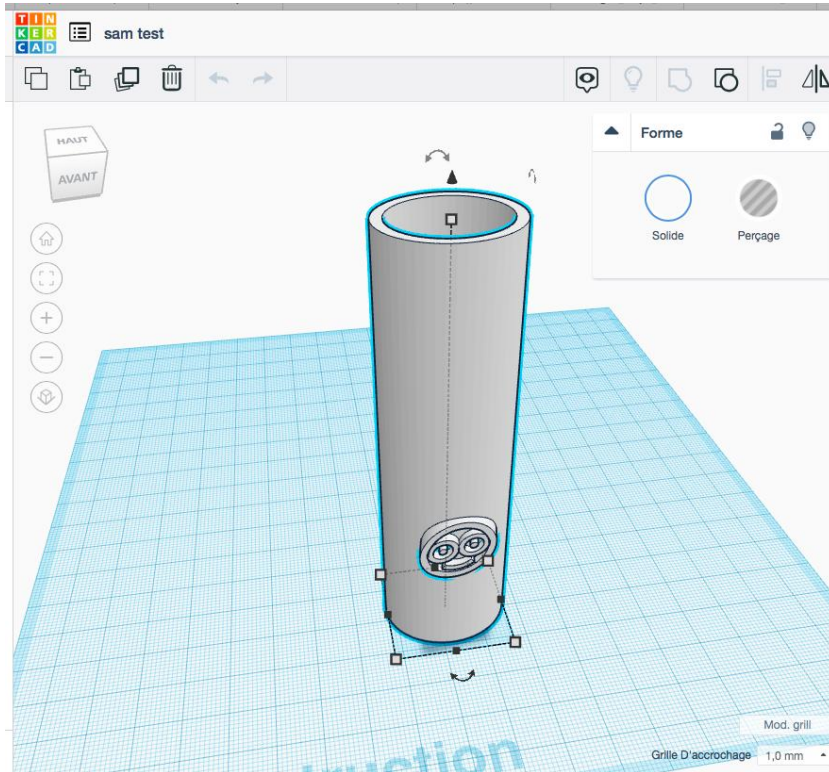 TIN
KER
CAD
sam test
HAUT
AVANT
Forme
Solide
Perçage
Mod. grill
Grille D'accrochage 1,0 mm